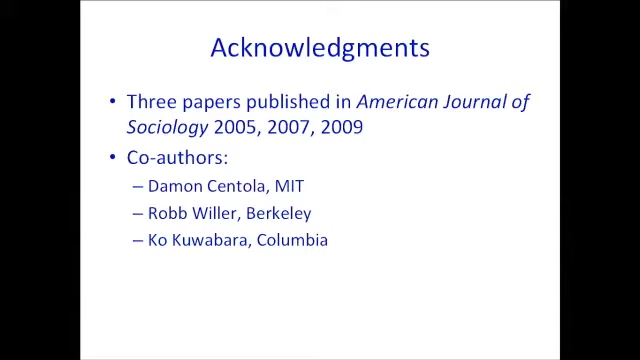 Acknowledgments
• Three papers published in American Journal of
Sociology 2005, 2007, 2009
• Co-authors:
– Damon Centola, MIT
– Robb Willer, Berkeley
– Ko Kuwabara, Columbia